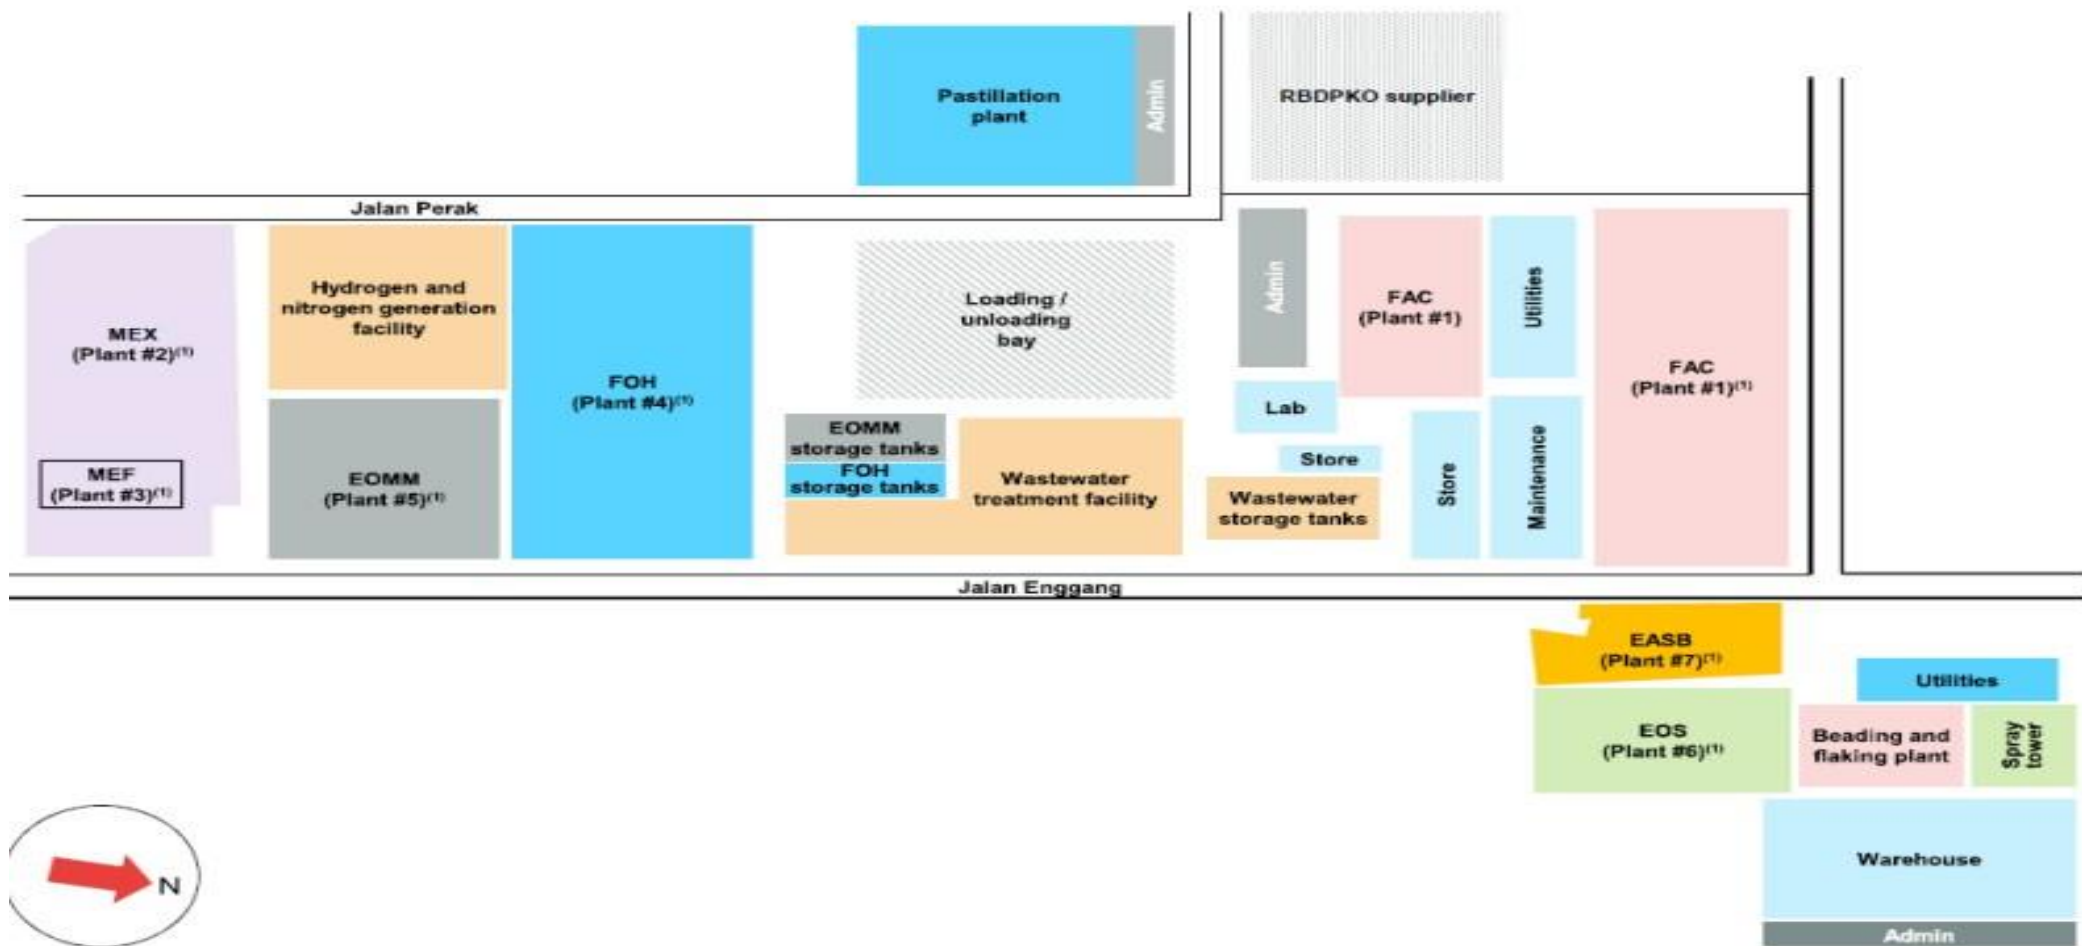 Pastillation
plant
Admin
RBDPKO supplier
Jalan Perak
MEX
(Plant #2)⁽¹⁾
MEF
(Plant #3)⁽¹⁾
Hydrogen and
nitrogen generation
facility
EOMM
(Plant #5)⁽¹⁾
FOH
(Plant #4)⁽¹⁾
Loading /
unloading
bay
EOMM
storage tanks
FOH
storage tanks
Wastewater
treatment facility
Admin
Lab
Store
Wastewater
storage tanks
FAC
(Plant #1)
Store
Utilities
Maintenance
FAC
(Plant #1)⁽¹⁾
Jalan Enggang
EASB
(Plant #7)⁽¹⁾
EOS
(Plant #6)⁽¹⁾
Utilities
Beading and
flaking plant
Spray
tower
Warehouse
Admin
N